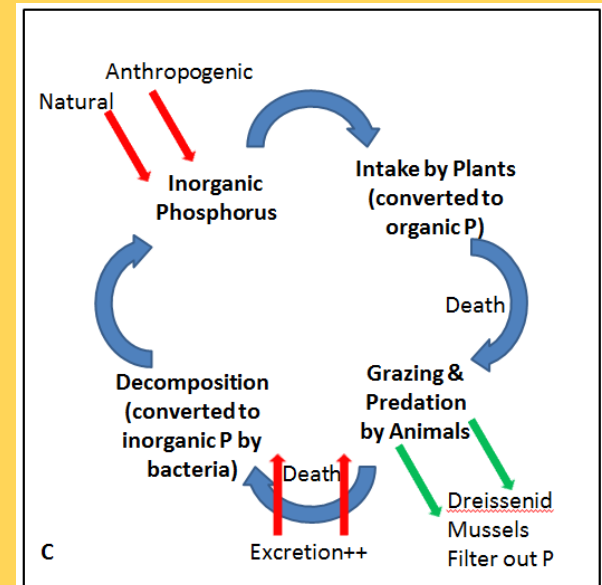 Anthropogenic
Natural
Inorganic
Phosphorus
Intake by Plants
(converted to
organic P)
Death
Grazing &
Predation
by Animals
Decomposition
(converted to
inorganic P by
bacteria)
Death
Dreissenid
Mussels
Filter out P
Excretion++
C